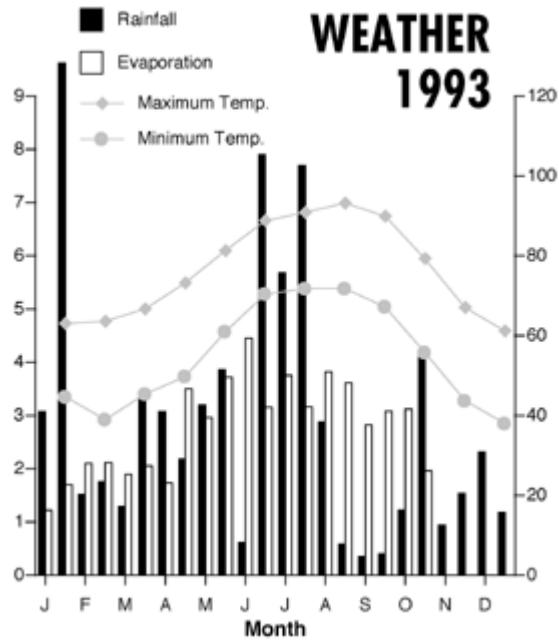 Rainfall
Evaporation
Maximum Temp.
Minimum Temp.
WEATHER
1993
9
8
7
6
5
4
3
2
1
0
120
100
80
60
40
20
0
J F M A M J J A S O N D
Month